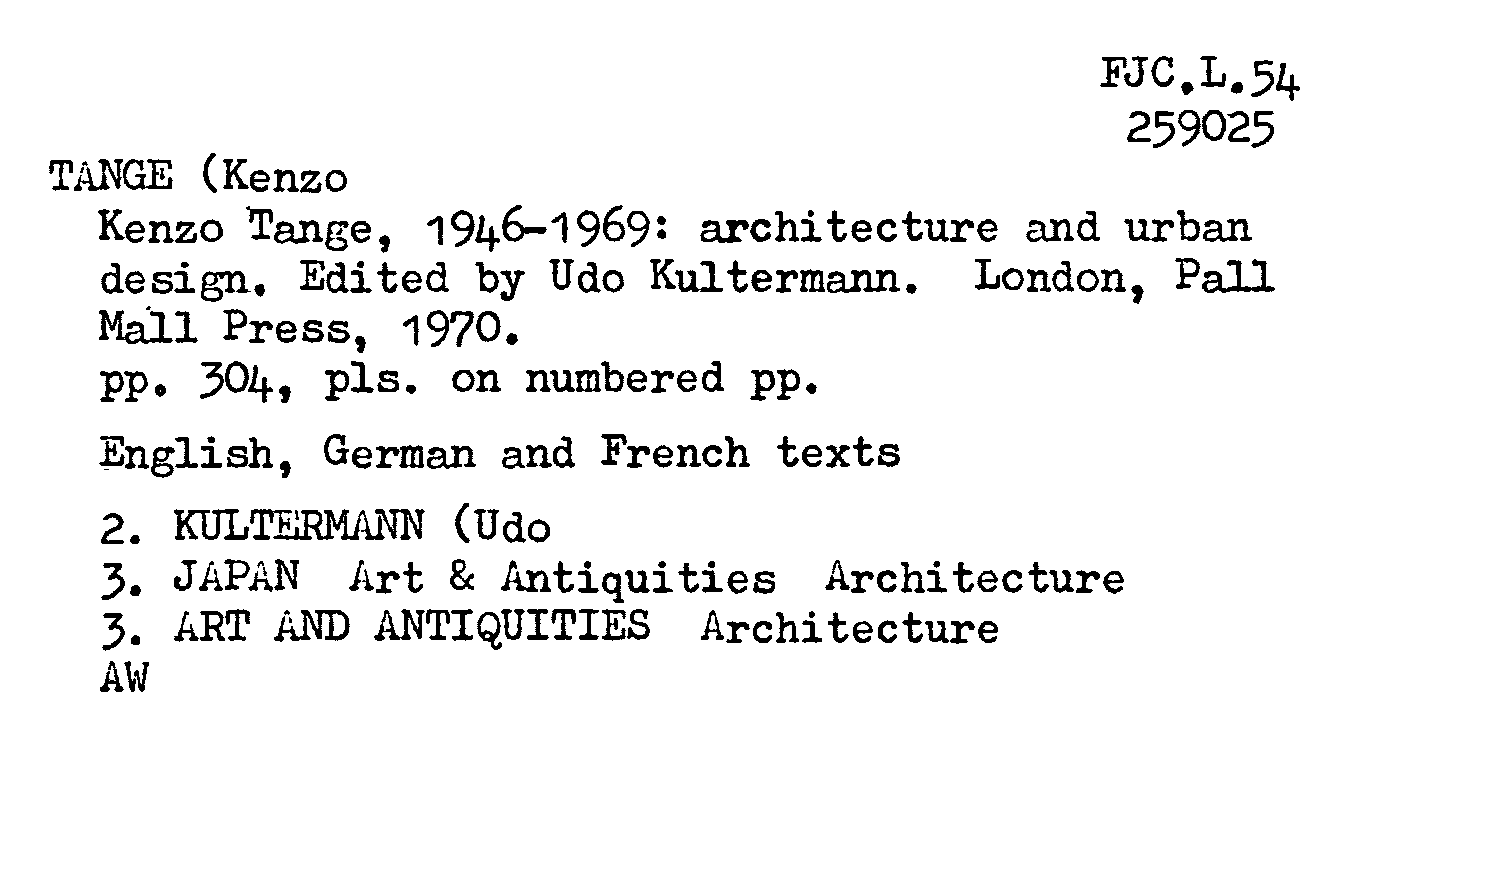 FJC.L.54
259025
TANGE (Kenzo
Kenzo Tange, 1946-1969: architecture and urban
design. Edited by Udo Kultermann. London, Pall
Mall Press, 1970.
pp. 304, pls. on numbered pp.
English, German and French texts
2. KULTERMANN (Udo
3. JAPAN Art & Antiquities Architecture
3. ART AND ANTIQUITIES Architecture
AW